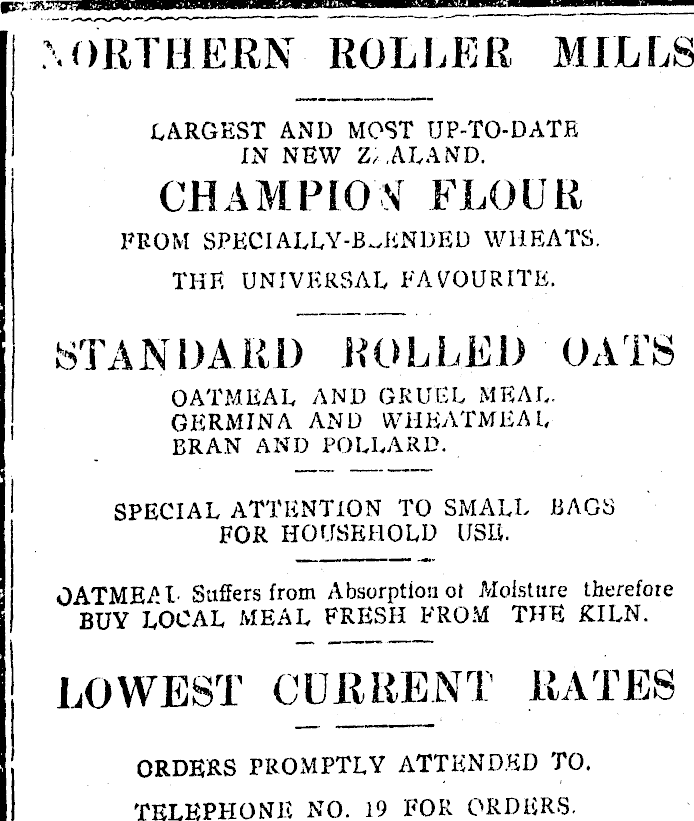 NORTHERN ROLLER MILLS
LARGEST AND MOST UP-TO-DATE
IN NEW ZEALAND.
CHAMPION FLOUR
FROM SPECIALLY-BLENDED WHEATS.
THE UNIVERSAL FAVOURITE.
STANDARD ROLLED OATS
OATMEAL AND GRUEL MEAL.
GERMINA AND WHEATMEAL
BRAN AND POLLARD.
SPECIAL ATTENTION TO SMALL BAGS
FOR HOUSEHOLD USE.
OATMEAL Suffers from Absorption of Moisture therefore
BUY LOCAL MEAL FRESH FROM THE KILN.
LOWEST CURRENT RATES
ORDERS PROMPTLY ATTENDED TO.
TELEPHONE NO. 19 FOR ORDERS.